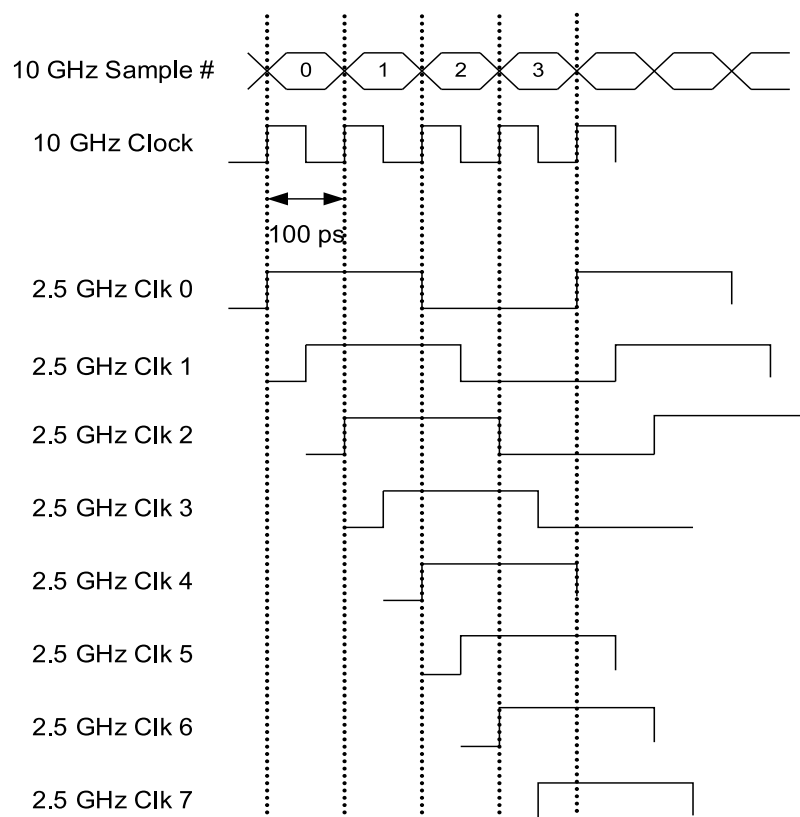 10 GHz Sample #
0 1 2 3
10 GHz Clock
100 ps
2.5 GHz Clk 0
2.5 GHz Clk 1
2.5 GHz Clk 2
2.5 GHz Clk 3
2.5 GHz Clk 4
2.5 GHz Clk 5
2.5 GHz Clk 6
2.5 GHz Clk 7